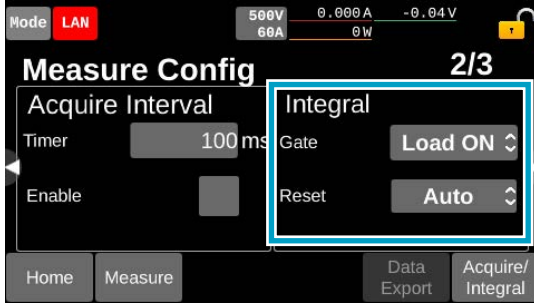 Mode LAN 500V 0.000A -0.04V
60A 0W
Measure Config 2/3
Acquire Interval Integral
Timer 100 ms Gate Load ON
Enable Reset Auto
Home Measure Data Export Acquire/ Integral